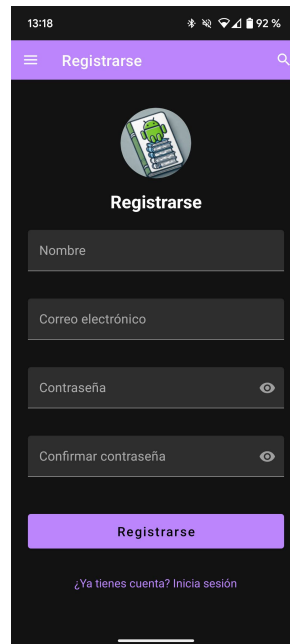 13:18
92 %
Registrarse
Registrarse
Nombre
Correo electrónico
Contraseña
Confirmar contraseña
Registrarse
¿Ya tienes cuenta? Inicia sesión